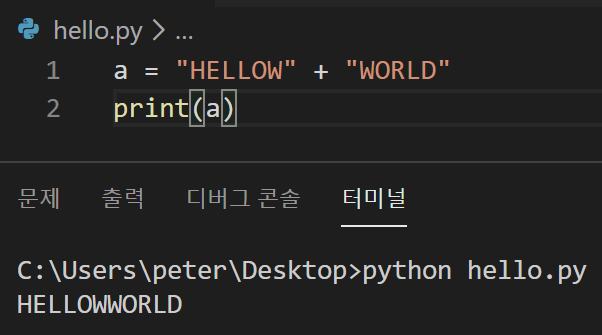 hello.py > ...
1 a = "HELLOW" + "WORLD"
2 print(a)
문제 출력 디버그 콘솔 터미널
C:\Users\peter\Desktop>python hello.py
HELLOWWORLD